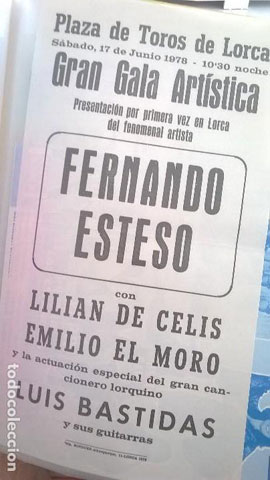 Plaza de Toros de Lorca
Sábado, 17 de Junio 1978 - 10'30 noche
Gran Gala Artística
Presentación por primera vez en Lorca
del fenomenal artista
FERNANDO
ESTESO
con
LILIAN DE CELIS
EMILIO EL MORO
y la actuación especial del gran can-
cionero lorquino
LUIS BASTIDAS
y sus guitarras
todocoleccion